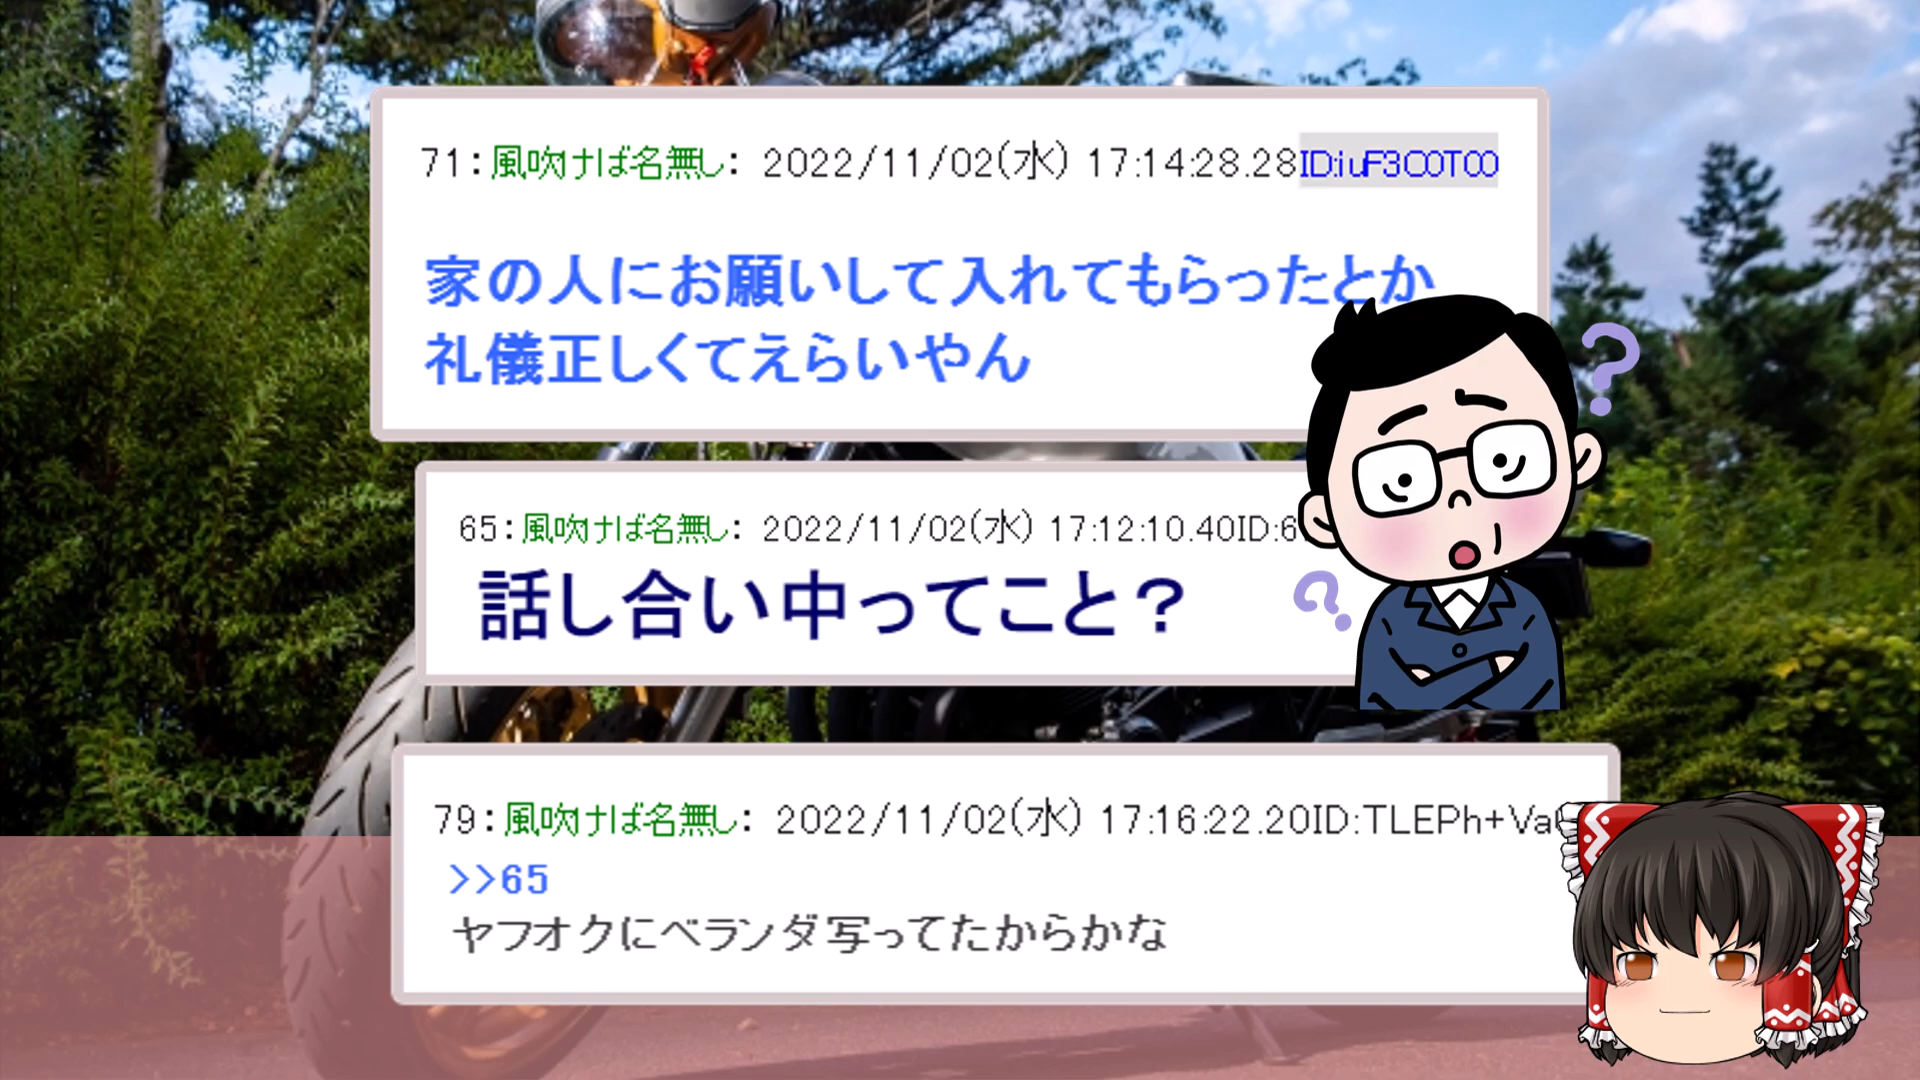 71：風吹けば名無し： 2022/11/02(水) 17:14:28.28
家の人にお願いして入れてもらったとか
礼儀正しくてえらいやん
65：風吹けば名無し： 2022/11/02(水) 17:12:10.40ID:6
話し合い中ってこと？
79：風吹けば名無し： 2022/11/02(水) 17:16:22.20ID:TLEPh+Va
>>65
ヤフオクにベランダ写ってたからかな